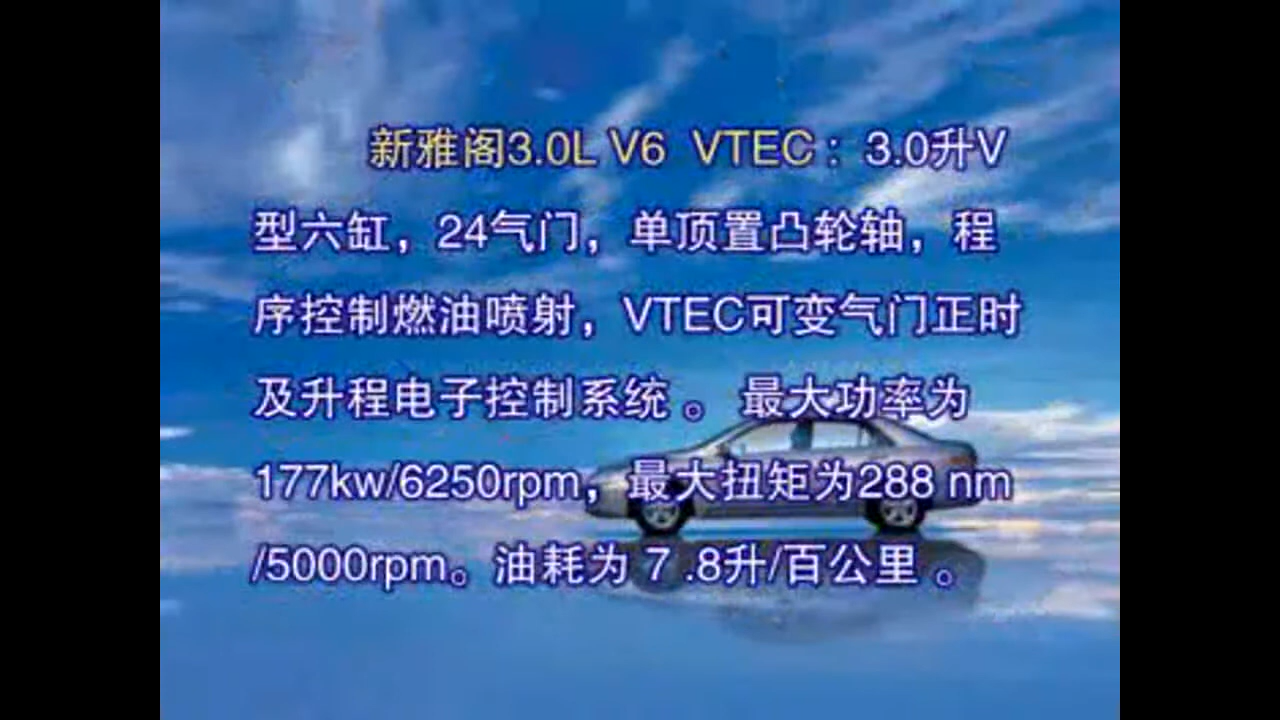 新雅阁3.0L V6 VTEC：3.0升V
型六缸，24气门，单顶置凸轮轴，程
序控制燃油喷射，VTEC可变气门正时
及升程电子控制系统 。 最大功率为
177kw/6250rpm，最大扭矩为288 nm
/5000rpm。油耗为 7 .8升/百公里 。